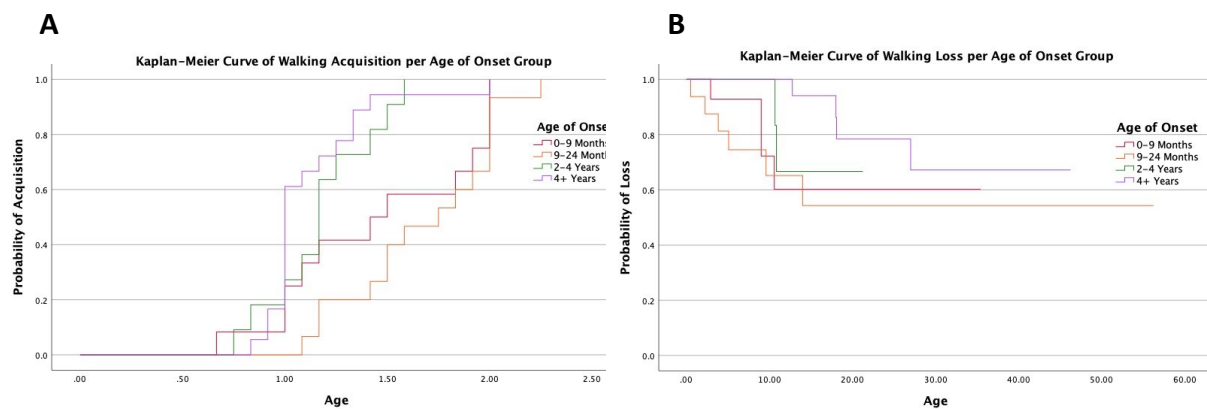 A
Kaplan-Meier Curve of Walking Acquisition per Age of Onset Group
Probability of Acquisition
1.0
0.8
0.6
0.4
0.2
0.0
.00 .50 1.00 1.50 2.00 2.50
Age
Age of Onse
0-9 Months
9-24 Month
2-4 Years
4+ Years
B
Kaplan-Meier Curve of Walking Loss per Age of Onset Group
Probability of Loss
1.0
0.8
0.6
0.4
0.2
0.0
.00 10.00 20.00 30.00 40.00 50.00 60.00
Age
Age of Onset
0-9 Months
9-24 Months
2-4 Years
4+ Years